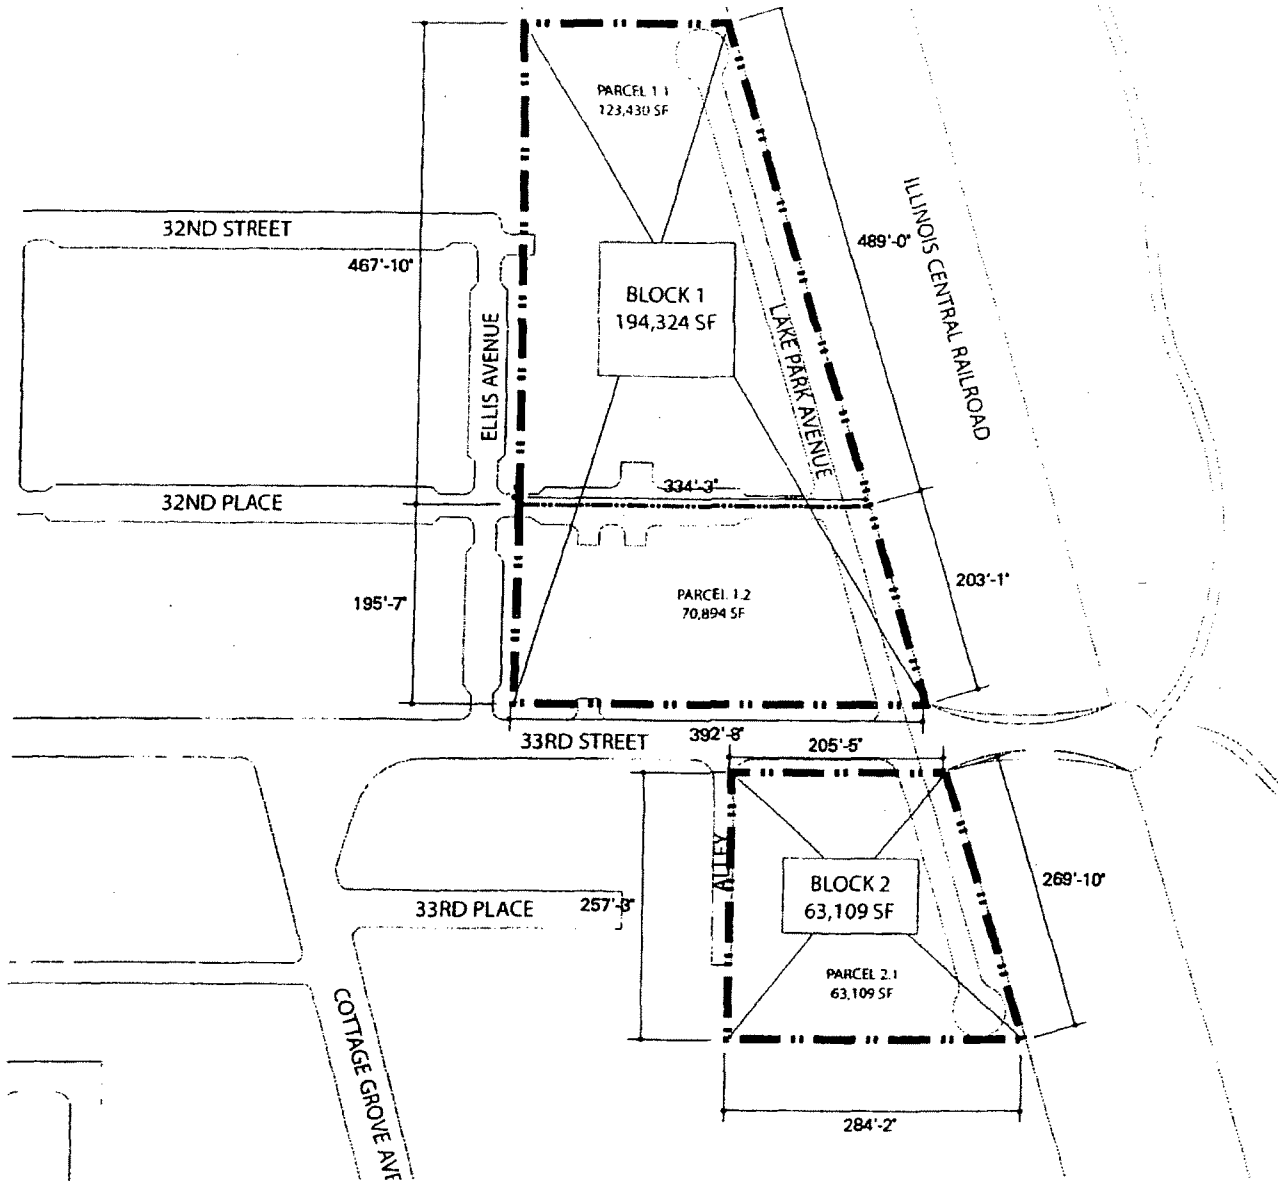 PARCEL 1.1
123,430 SF
32ND STREET
467'-10"
489'-0"
ILLINOIS CENTRAL RAILROAD
BLOCK 1
194,324 SF
ELLIS AVENUE
LAKE PARK AVENUE
334'-3"
32ND PLACE
195'-7"
PARCEL 1.2
70,894 SF
203'-1"
33RD STREET
392'-8"
205'-5"
ALLEY
257'-3"
33RD PLACE
BLOCK 2
63,109 SF
269'-10"
PARCEL 2.1
63,109 SF
COTTAGE GROVE AVE
284'-2"